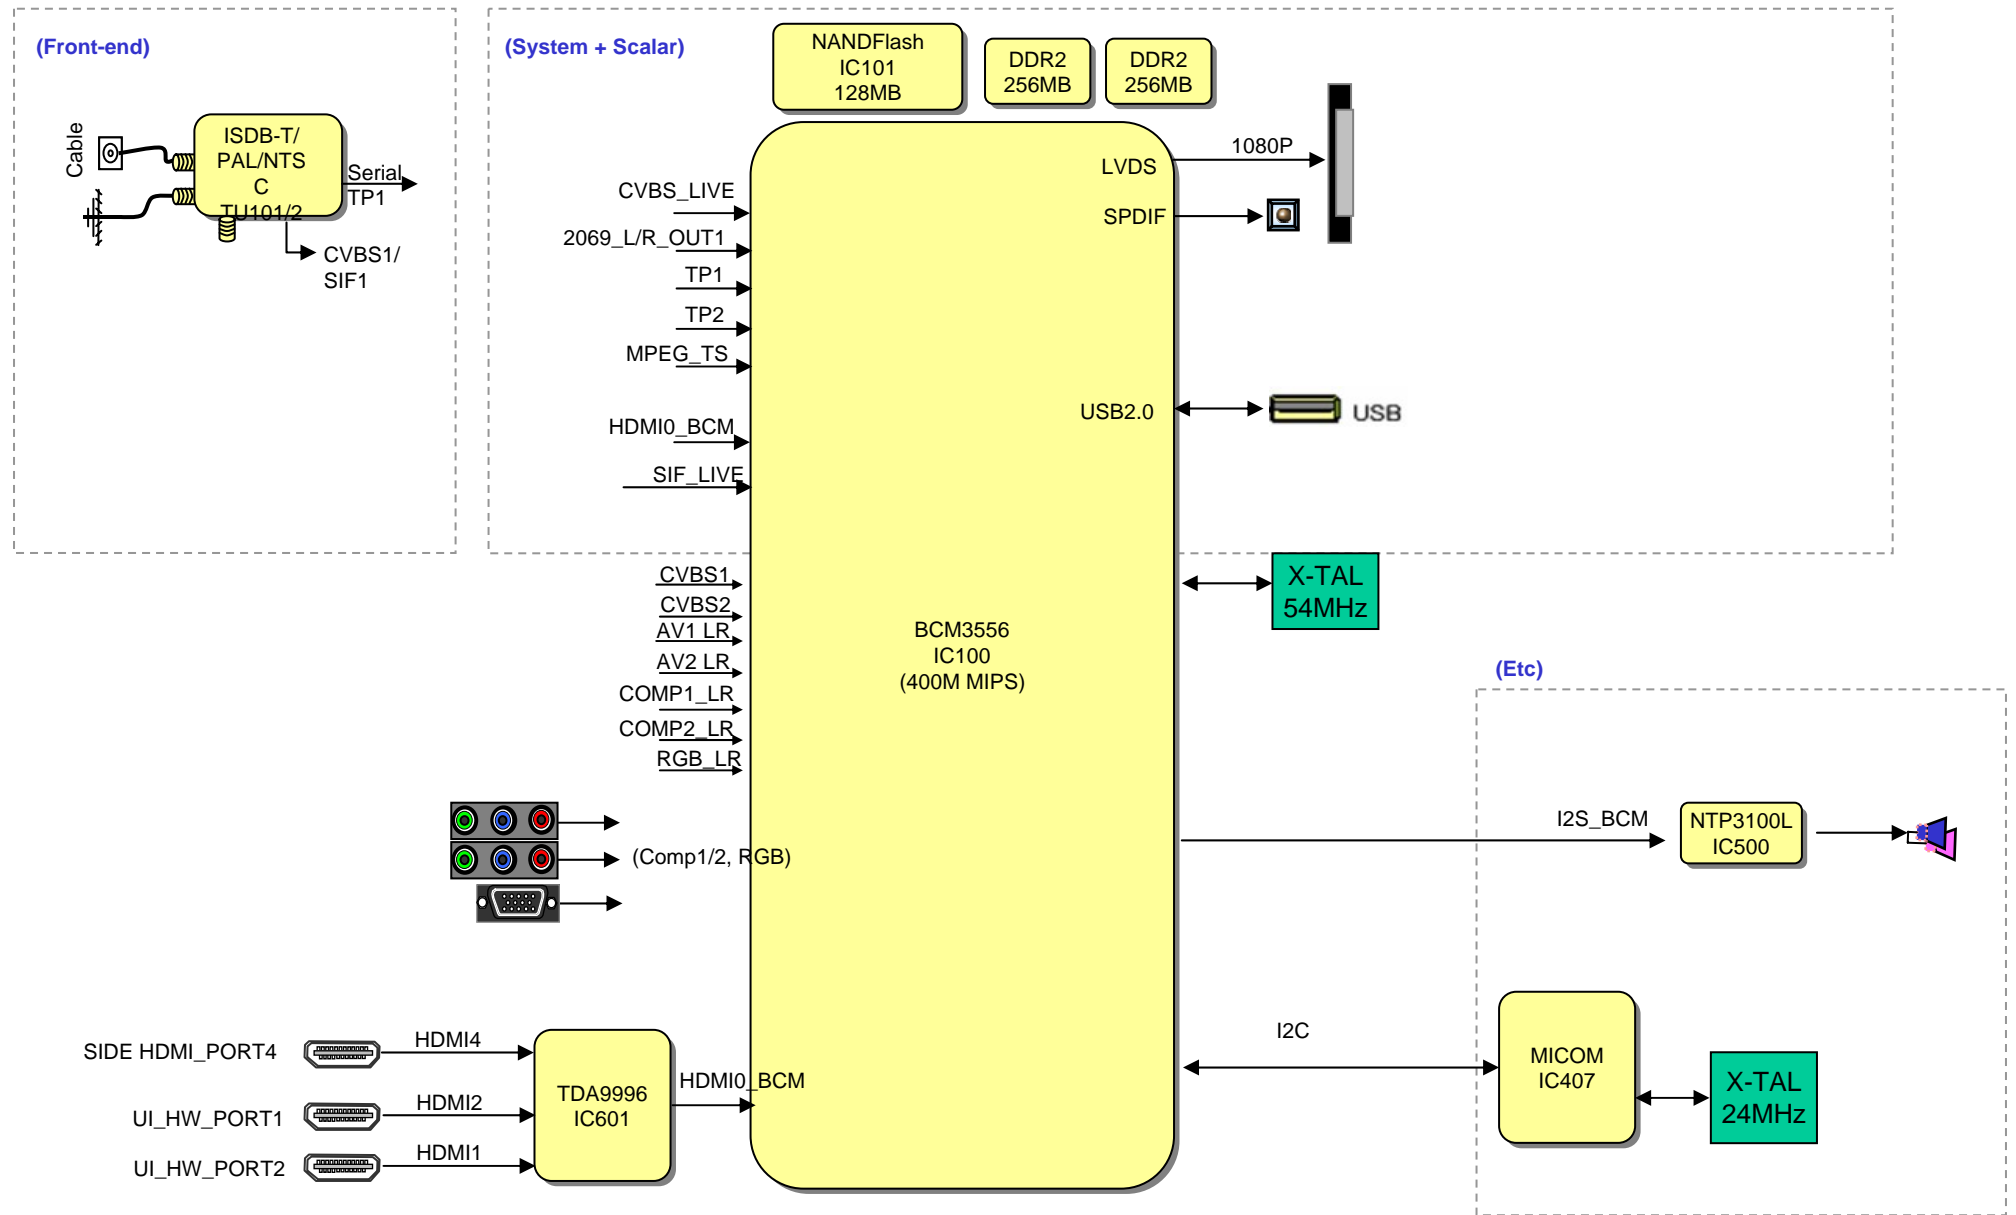 (Front-end)
Cable
ISDB-T/
PAL/NTS
C
TU101/2
Serial
TP1
CVBS1/
SIF1
(System + Scalar)
NANDFlash
IC101
128MB
DDR2
256MB
DDR2
256MB
LVDS
1080P
SPDIF
USB2.0
USB
CVBS_LIVE
2069_L/R_OUT1
TP1
TP2
MPEG_TS
HDMI0_BCM
SIF_LIVE
CVBS1
CVBS2
AV1 LR
AV2 LR
COMP1_LR
COMP2_LR
RGB_LR
BCM3556
IC100
(400M MIPS)
X-TAL
54MHz
(Comp1/2, RGB)
(Etc)
I2S_BCM
NTP3100L
IC500
I2C
MICOM
IC407
X-TAL
24MHz
SIDE HDMI_PORT4
HDMI4
UI_HW_PORT1
HDMI2
UI_HW_PORT2
HDMI1
TDA9996
IC601
HDMI0_BCM